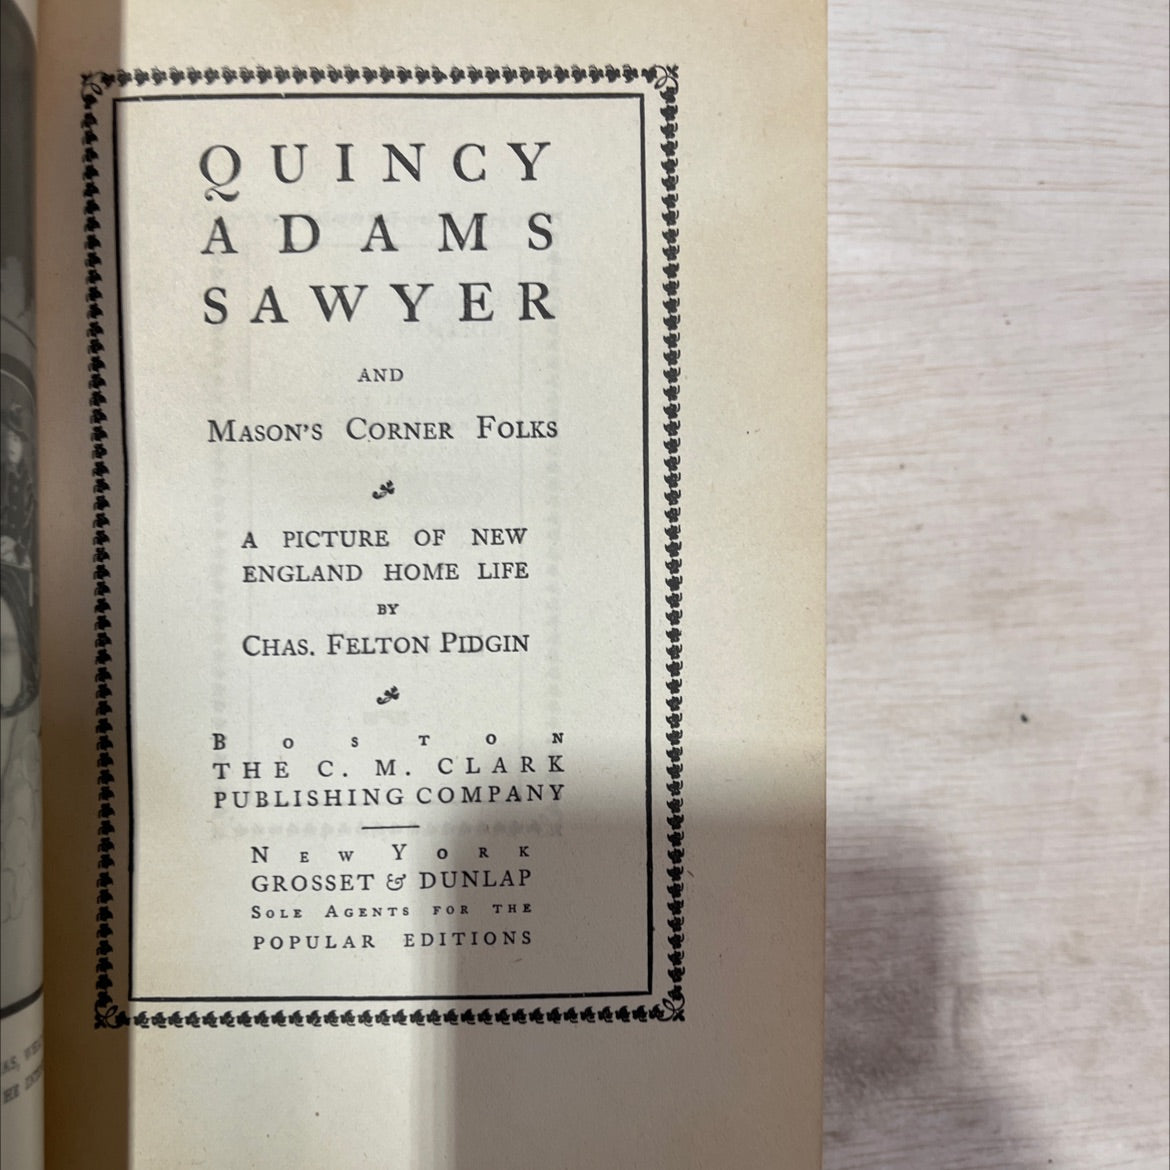 QUINCY
ADAMS
SAWYER
AND
MASON'S CORNER FOLKS
A PICTURE OF NEW
ENGLAND HOME LIFE
BY
CHAS. FELTON PIDGIN
BOSTON
THE C. M. CLARK
PUBLISHING COMPANY
NEW YORK
GROSSET & DUNLAP
SOLE AGENTS FOR THE
POPULAR EDITIONS